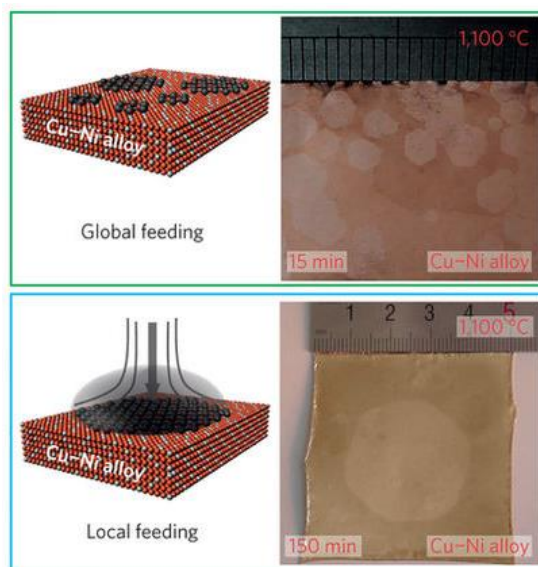 1,100 °C
Cu–Ni alloy
Global feeding
15 min
Cu–Ni alloy
1 2 3 4 5
1,100 °C
Cu–Ni alloy
Local feeding
150 min
Cu–Ni alloy